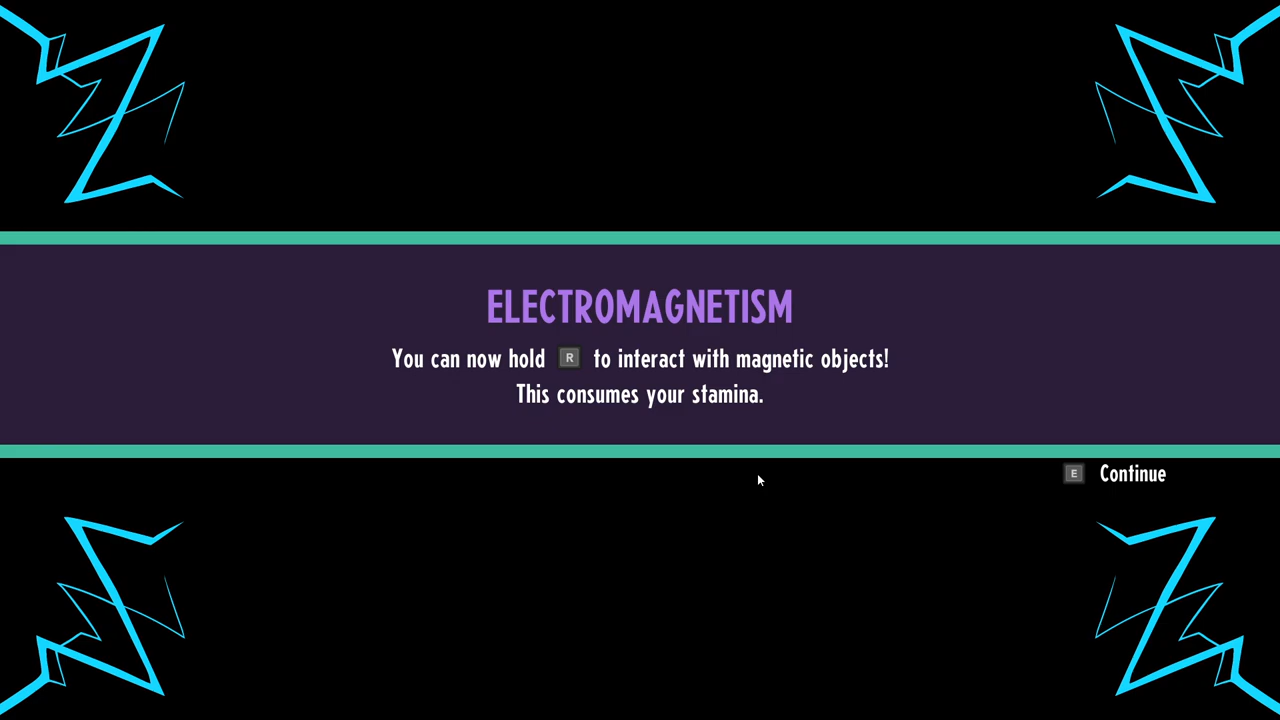 ELECTROMAGNETISM
You can now hold R to interact with magnetic objects!
This consumes your stamina.
E Continue